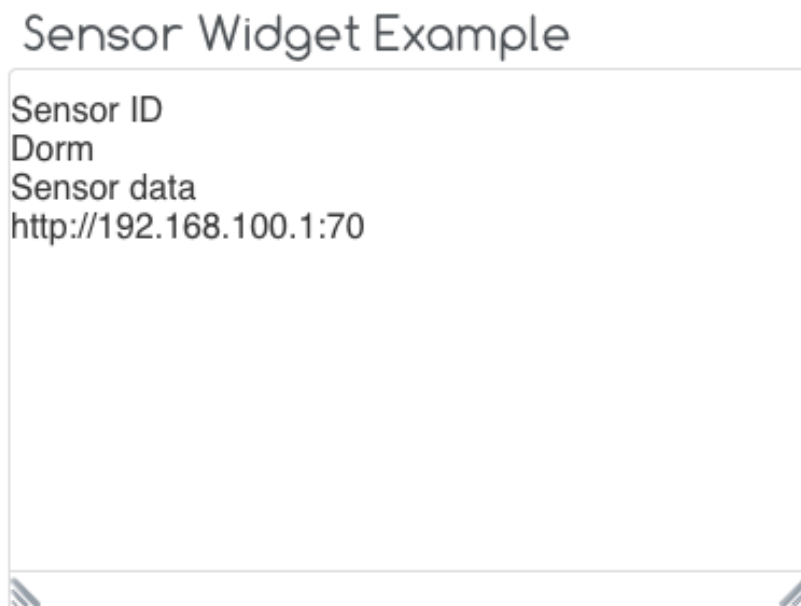 Sensor Widget Example
Sensor ID
Dorm
Sensor data
http://192.168.100.1:70